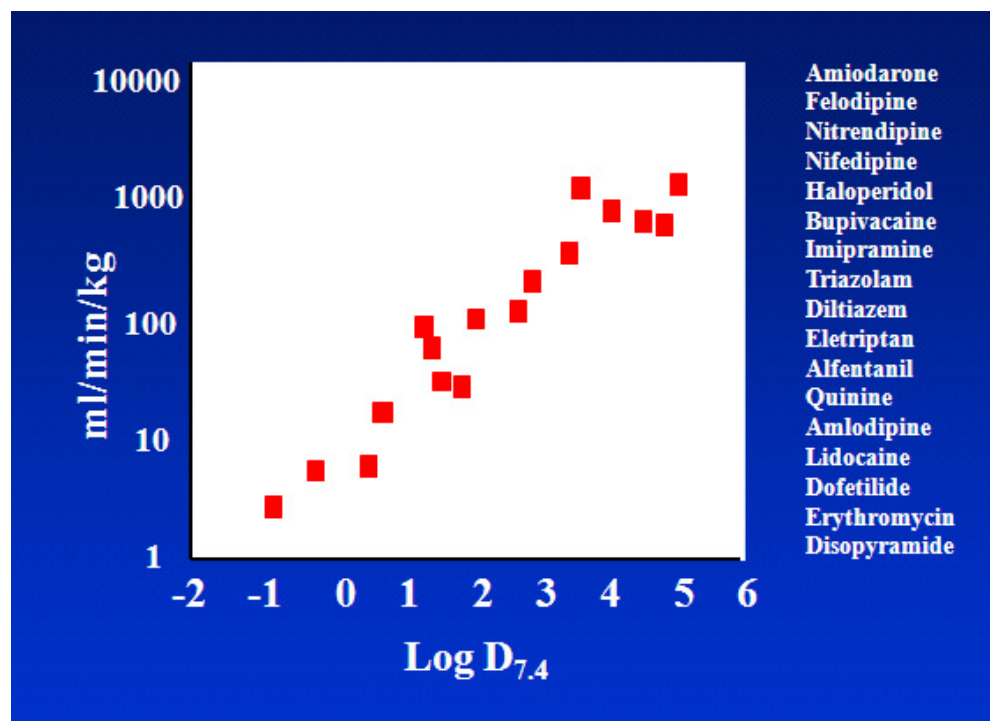 10000
1000
100
10
1
ml/min/kg
-2 -1 0 1 2 3 4 5 6
Log D7.4
Amiodarone
Felodipine
Nitrendipine
Nifedipine
Haloperidol
Bupivacaine
Imipramine
Triazolam
Diltiazem
Eletriptan
Alfentanil
Quinine
Amlodipine
Lidocaine
Dofetilide
Erythromycin
Disopyramide